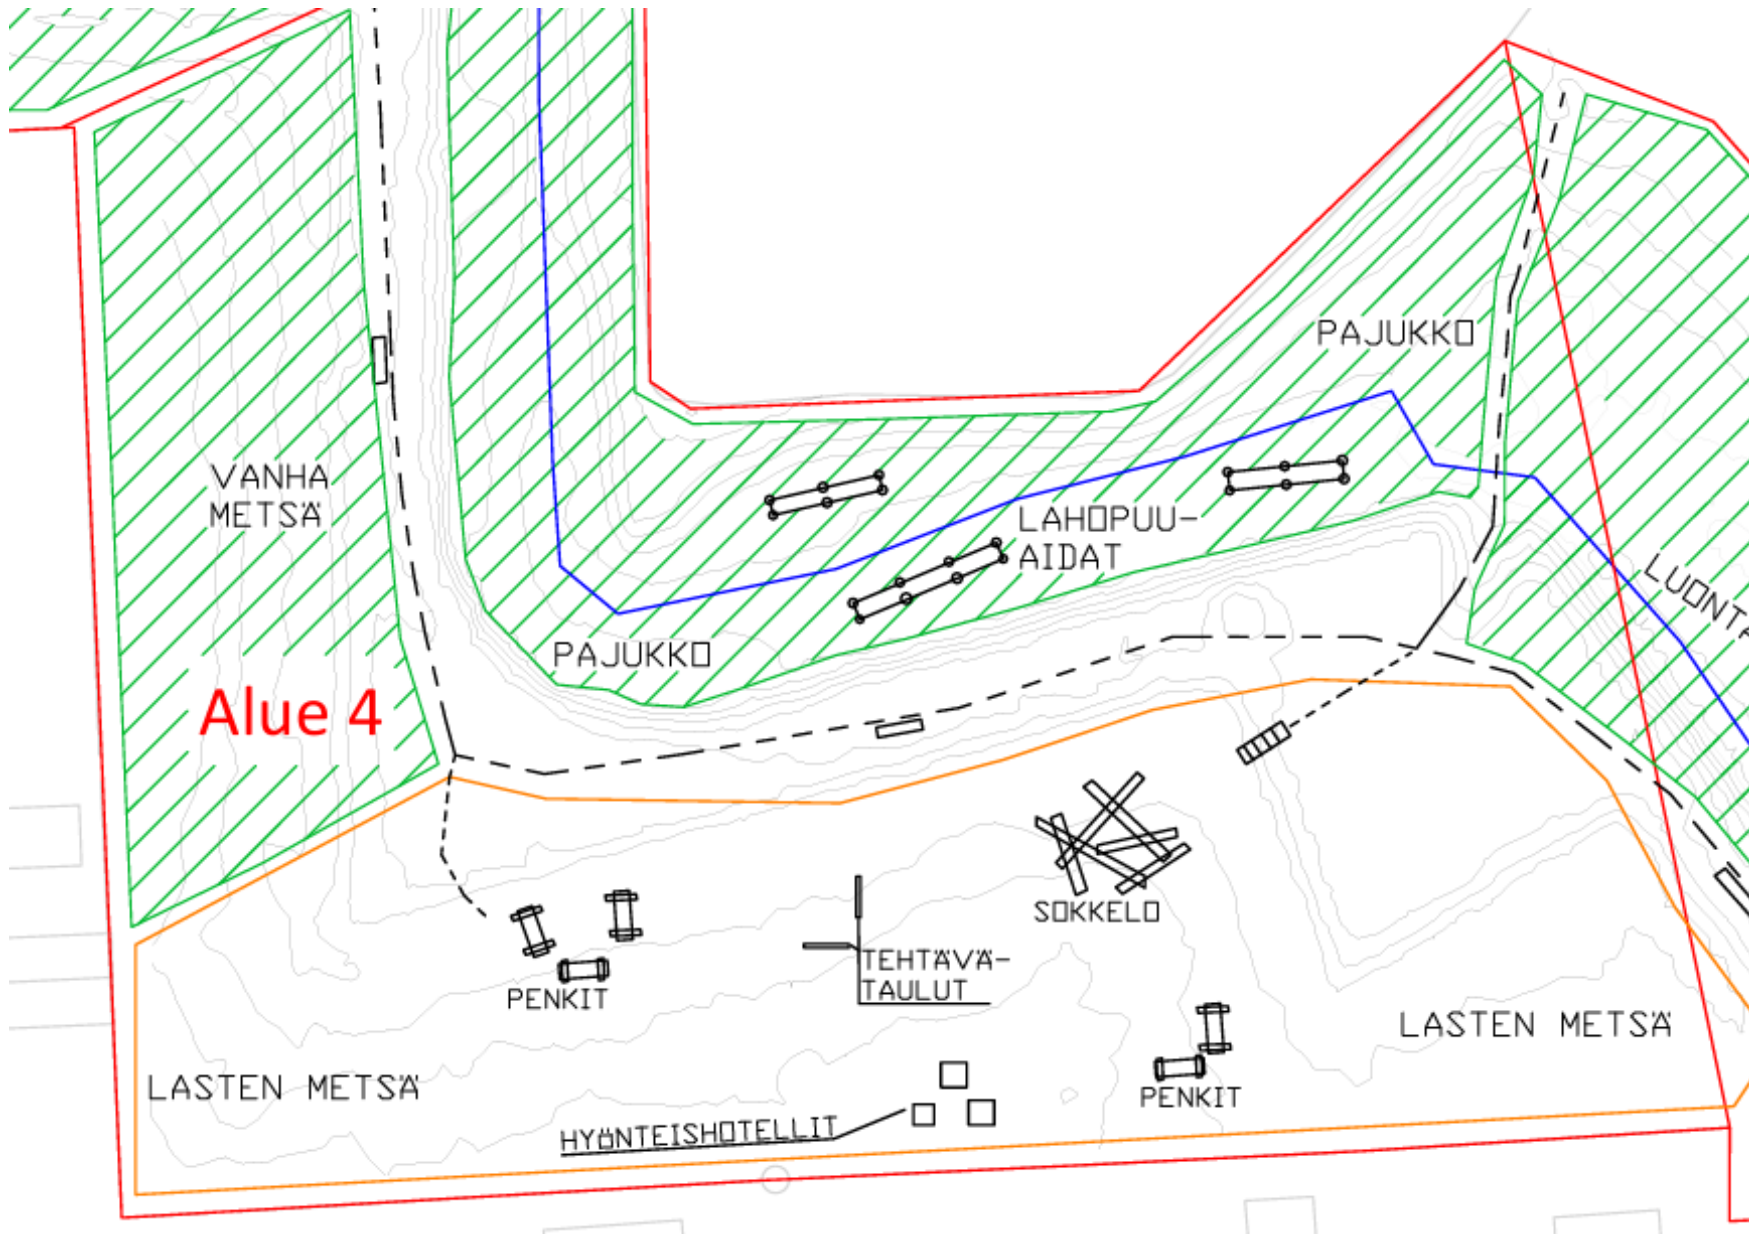 PAJUKKO
VANHA
METSÄ
LAHOPUU-
AIDAT
PAJUKKO
Alue 4
SOKKELO
TEHTÄVÄ-
TAULUT
PENKIT
LASTEN METSÄ
LASTEN METSÄ
PENKIT
HYÖNTEISHOTELLIT